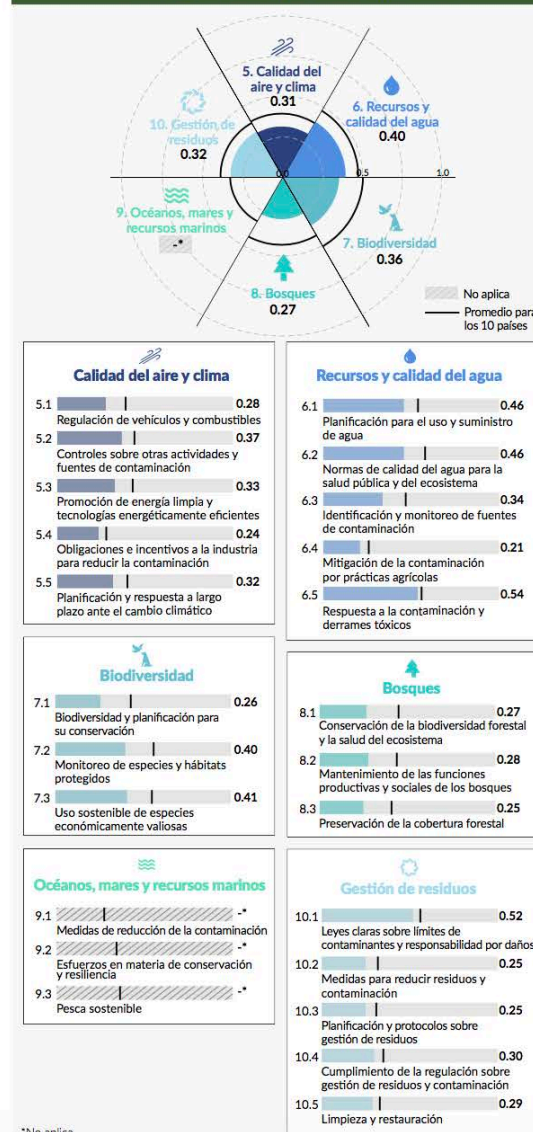 5. Calidad del
aire y clima
0.31
6. Recursos y
calidad del agua
0.40
10. Gestión de
residuos
0.32
0.0
0.5
1.0
9. Océanos, mares y
recursos marinos
-*
7. Biodiversidad
0.36
8. Bosques
0.27
No aplica
Promedio para
los 10 países
Calidad del aire y clima
5.1 0.28
Regulación de vehículos y combustibles
5.2 0.37
Controles sobre otras actividades y
fuentes de contaminación
5.3 0.33
Promoción de energía limpia y
tecnologías energéticamente eficientes
5.4 0.24
Obligaciones e incentivos a la industria
para reducir la contaminación
5.5 0.32
Planificación y respuesta a largo
plazo ante el cambio climático
Recursos y calidad del agua
6.1 0.46
Planificación para el uso y suministro
de agua
6.2 0.46
Normas de calidad del agua para la
salud pública y del ecosistema
6.3 0.34
Identificación y monitoreo de fuentes
de contaminación
6.4 0.21
Mitigación de la contaminación
por prácticas agrícolas
6.5 0.54
Respuesta a la contaminación y
derrames tóxicos
Biodiversidad
7.1 0.26
Biodiversidad y planificación para
su conservación
7.2 0.40
Monitoreo de especies y hábitats
protegidos
7.3 0.41
Uso sostenible de especies
económicamente valiosas
Bosques
8.1 0.27
Conservación de la biodiversidad forestal
y la salud del ecosistema
8.2 0.28
Mantenimiento de las funciones
productivas y sociales de los bosques
8.3 0.25
Preservación de la cobertura forestal
Océanos, mares y recursos marinos
9.1 -*
Medidas de reducción de la contaminación
9.2 -*
Esfuerzos en materia de conservación
y resiliencia
9.3 -*
Pesca sostenible
Gestión de residuos
10.1 0.52
Leyes claras sobre límites de
contaminantes y responsabilidad por daños
10.2 0.25
Medidas para reducir residuos y
contaminación
10.3 0.25
Planificación y protocolos sobre
gestión de residuos
10.4 0.30
Cumplimiento de la regulación sobre
gestión de residuos y contaminación
10.5 0.29
Limpieza y restauración
*No aplica